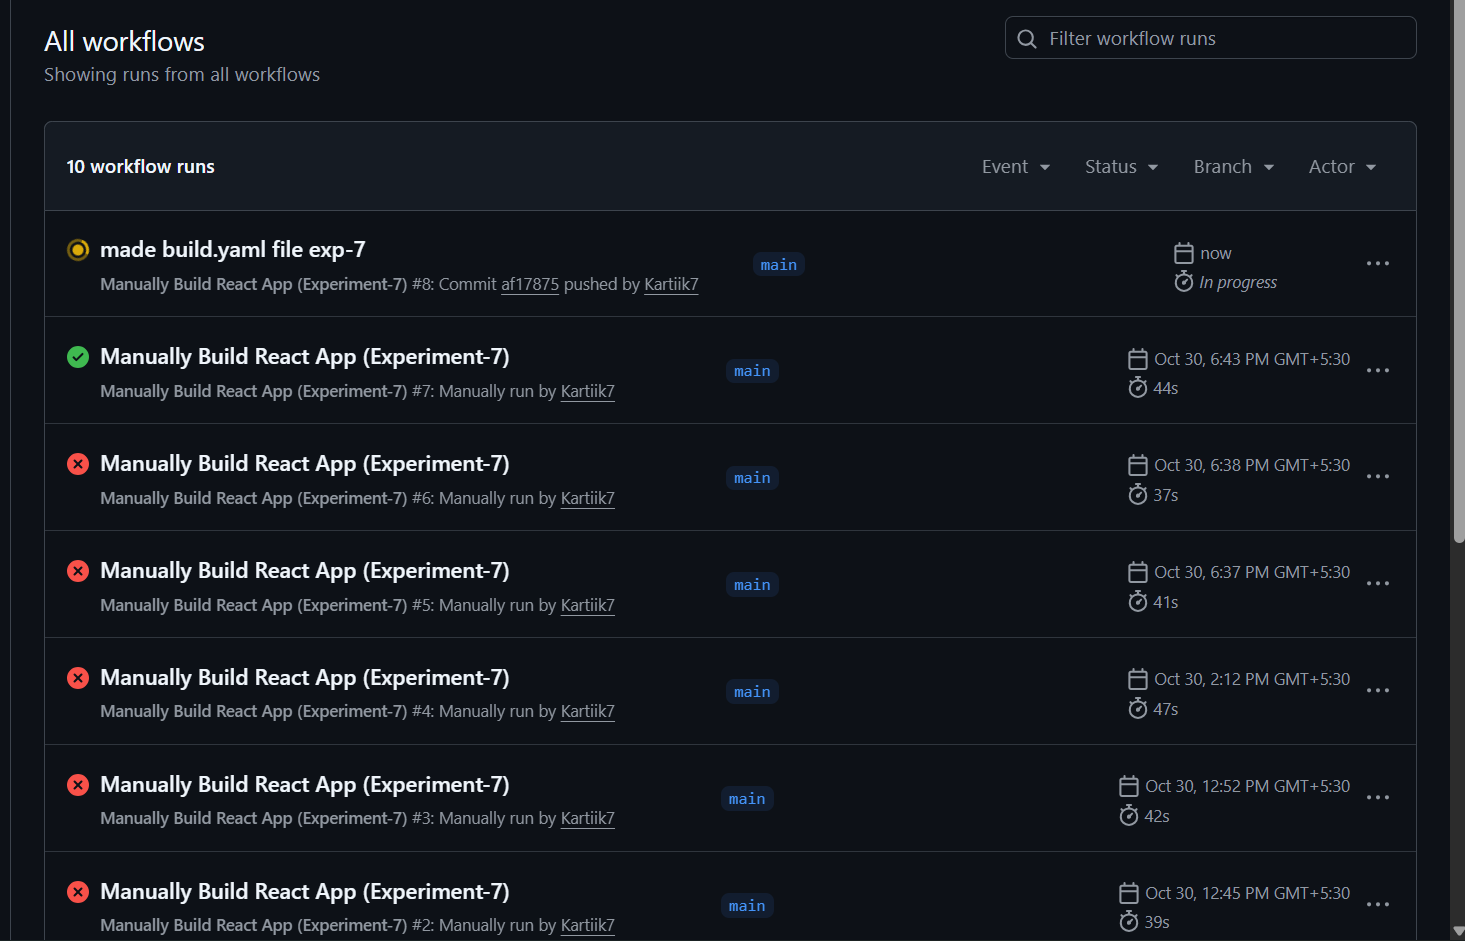 All workflows
Showing runs from all workflows
Filter workflow runs
10 workflow runs
Event
Status
Branch
Actor
made build.yaml file exp-7
Manually Build React App (Experiment-7) #8: Commit af17875 pushed by Kartiik7
main
now
In progress
Manually Build React App (Experiment-7)
Manually Build React App (Experiment-7) #7: Manually run by Kartiik7
main
Oct 30, 6:43 PM GMT+5:30
44s
Manually Build React App (Experiment-7)
Manually Build React App (Experiment-7) #6: Manually run by Kartiik7
main
Oct 30, 6:38 PM GMT+5:30
37s
Manually Build React App (Experiment-7)
Manually Build React App (Experiment-7) #5: Manually run by Kartiik7
main
Oct 30, 6:37 PM GMT+5:30
41s
Manually Build React App (Experiment-7)
Manually Build React App (Experiment-7) #4: Manually run by Kartiik7
main
Oct 30, 2:12 PM GMT+5:30
47s
Manually Build React App (Experiment-7)
Manually Build React App (Experiment-7) #3: Manually run by Kartiik7
main
Oct 30, 12:52 PM GMT+5:30
42s
Manually Build React App (Experiment-7)
Manually Build React App (Experiment-7) #2: Manually run by Kartiik7
main
Oct 30, 12:45 PM GMT+5:30
39s